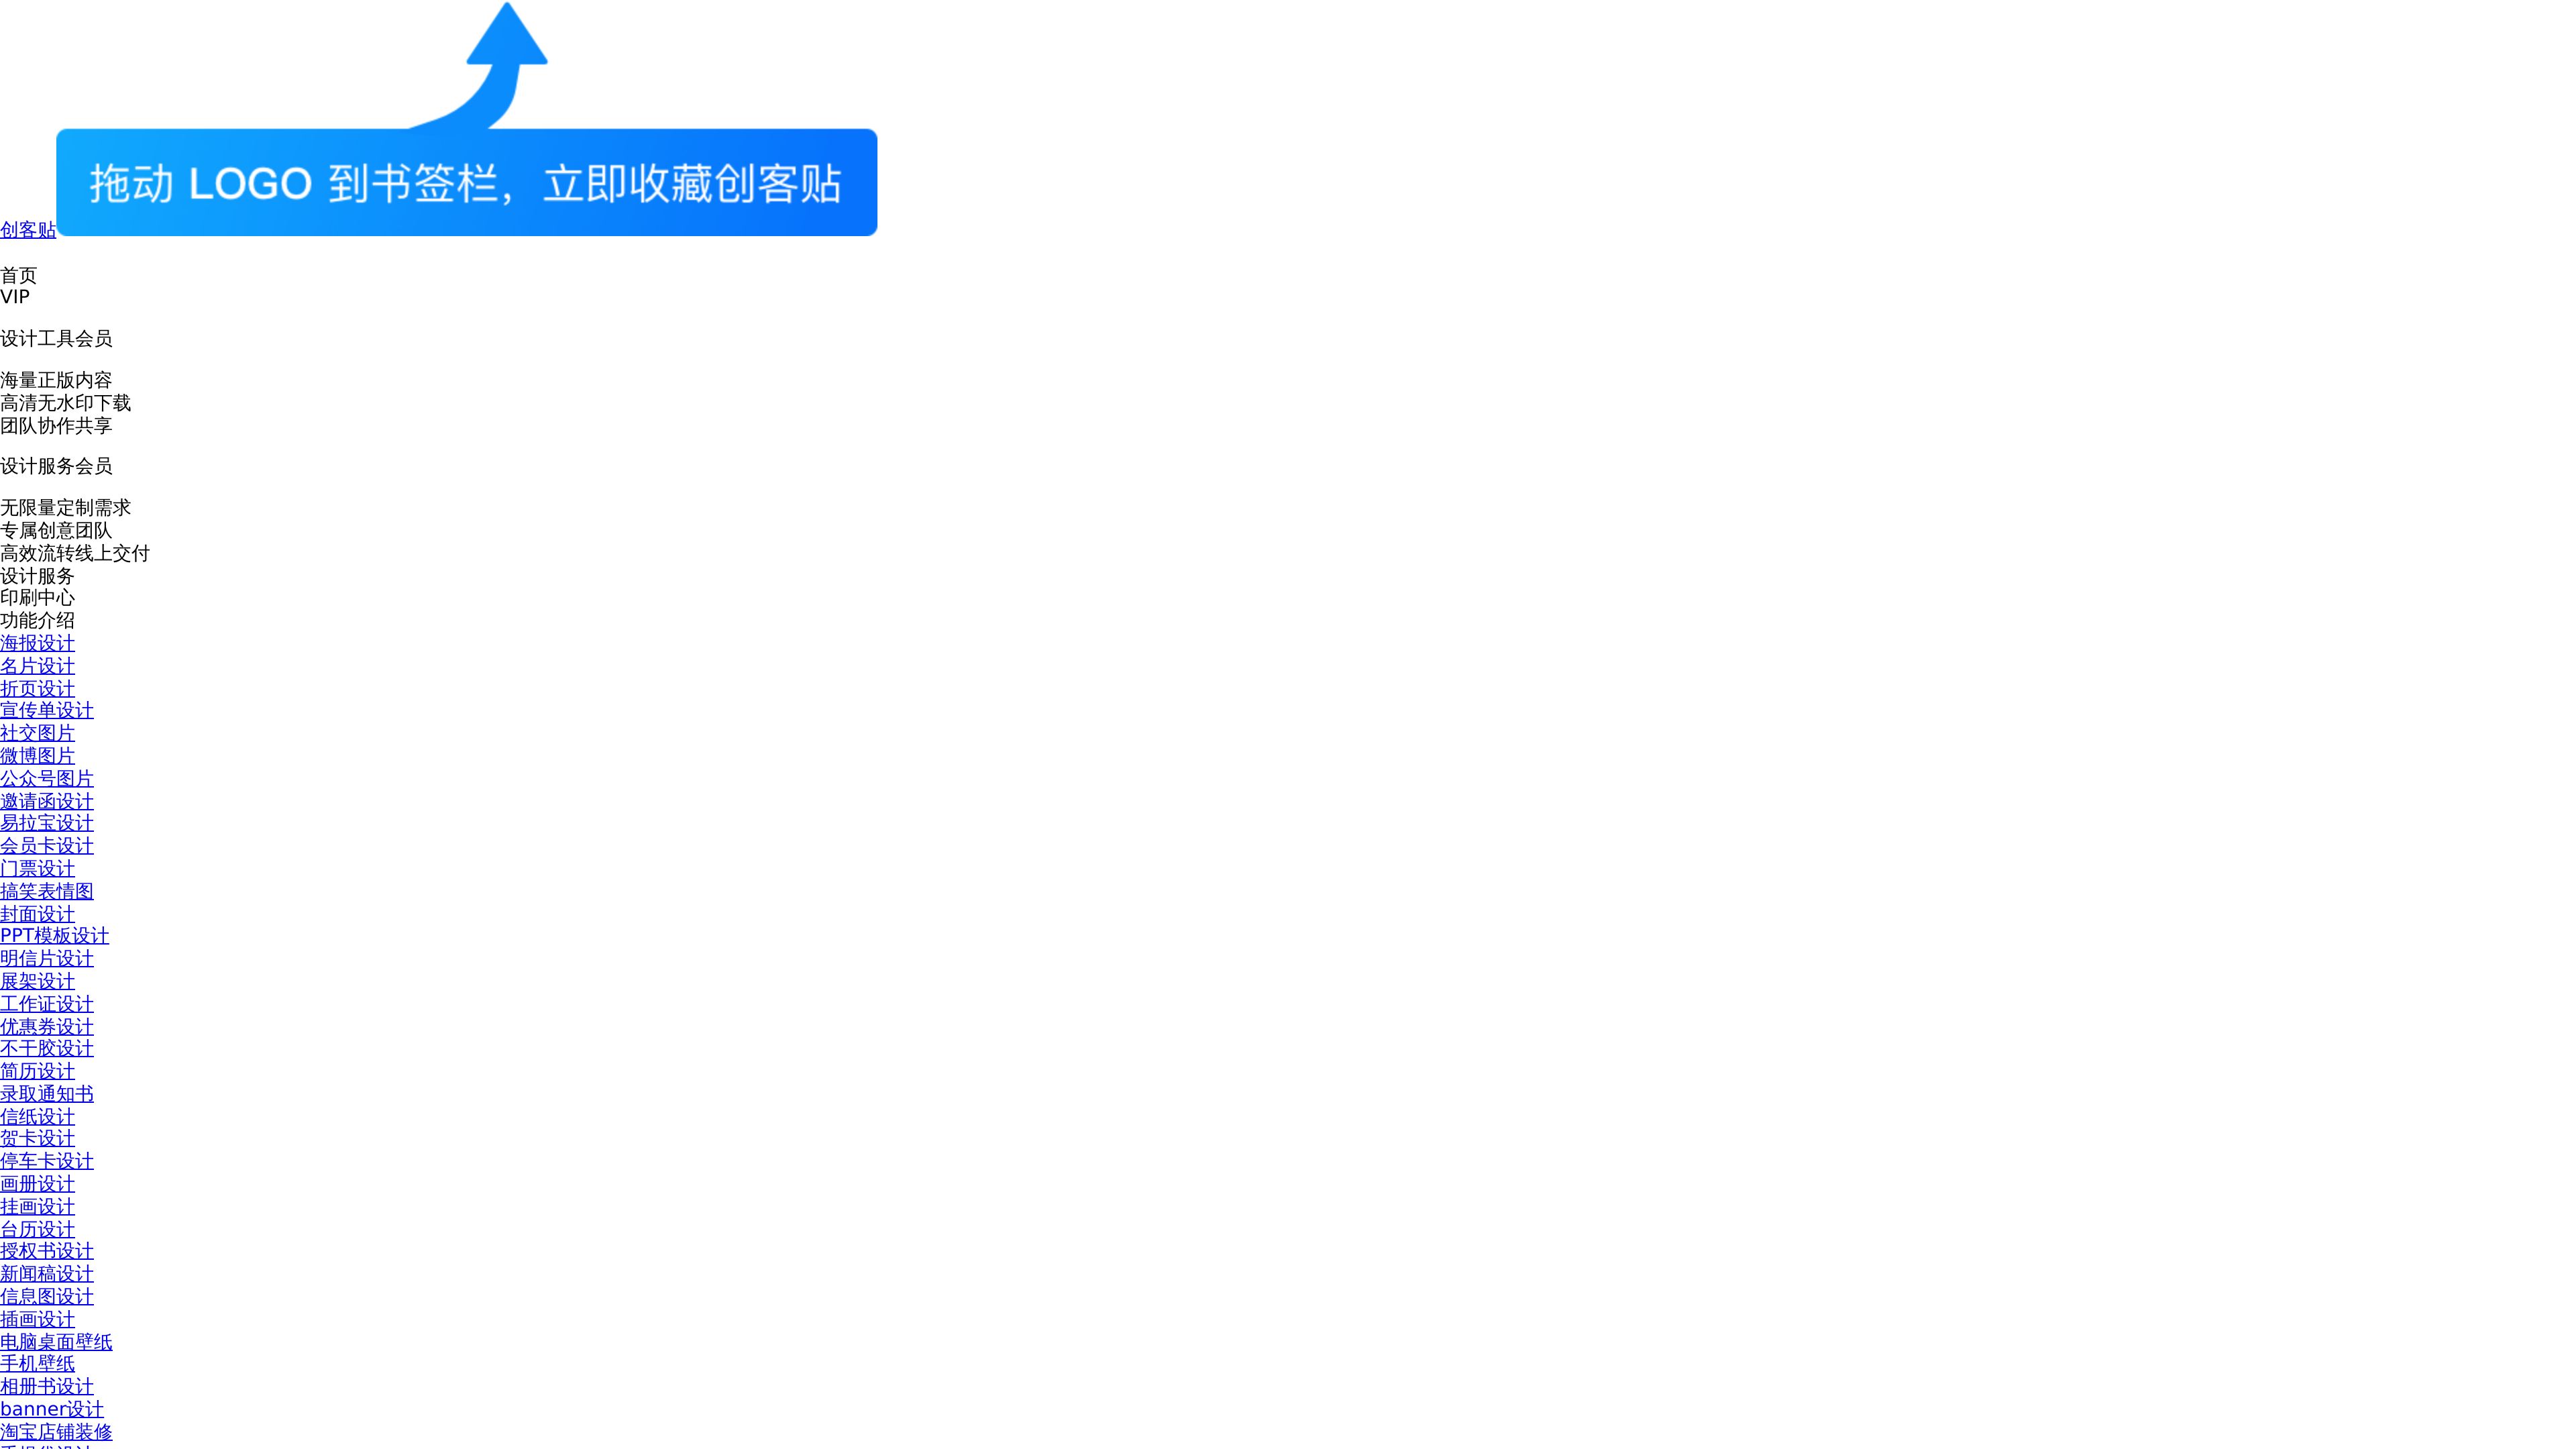 拖动 LOGO 到书签栏，立即收藏创客贴
创客贴
首页
VIP
设计工具会员
海量正版内容
高清无水印下载
团队协作共享
设计服务会员
无限量定制需求
专属创意团队
高效流转线上交付
设计服务
印刷中心
功能介绍
海报设计
名片设计
折页设计
宣传单设计
社交图片
微博图片
公众号图片
邀请函设计
易拉宝设计
会员卡设计
门票设计
搞笑表情图
封面设计
PPT模板设计
明信片设计
展架设计
工作证设计
优惠券设计
不干胶设计
简历设计
录取通知书
信纸设计
贺卡设计
停车卡设计
画册设计
挂画设计
台历设计
授权书设计
新闻稿设计
信息图设计
插画设计
电脑桌面壁纸
手机壁纸
相册书设计
banner设计
淘宝店铺装修